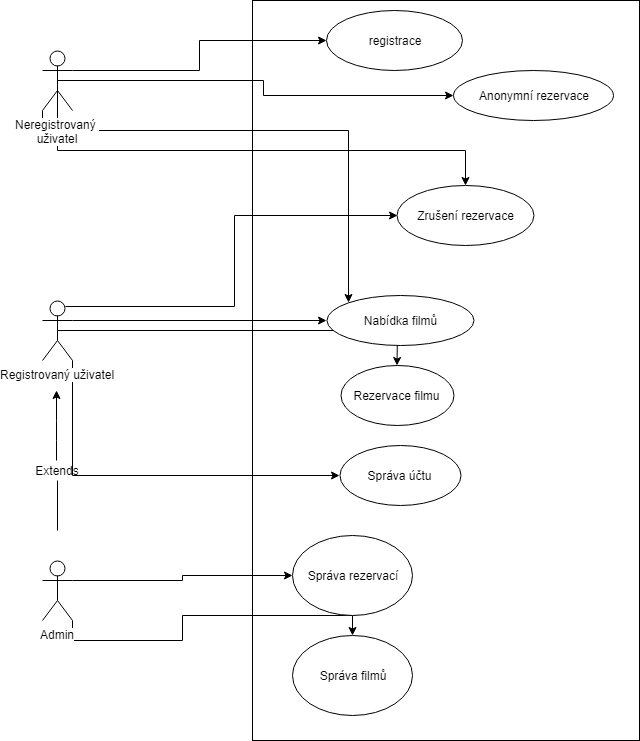 registrace
Anonymní rezervace
Neregistrovaný
uživatel
Zrušení rezervace
Nabídka filmů
Registrovaný uživatel
Rezervace filmu
Extends
Správa účtu
Správa rezervací
Admin
Správa filmů